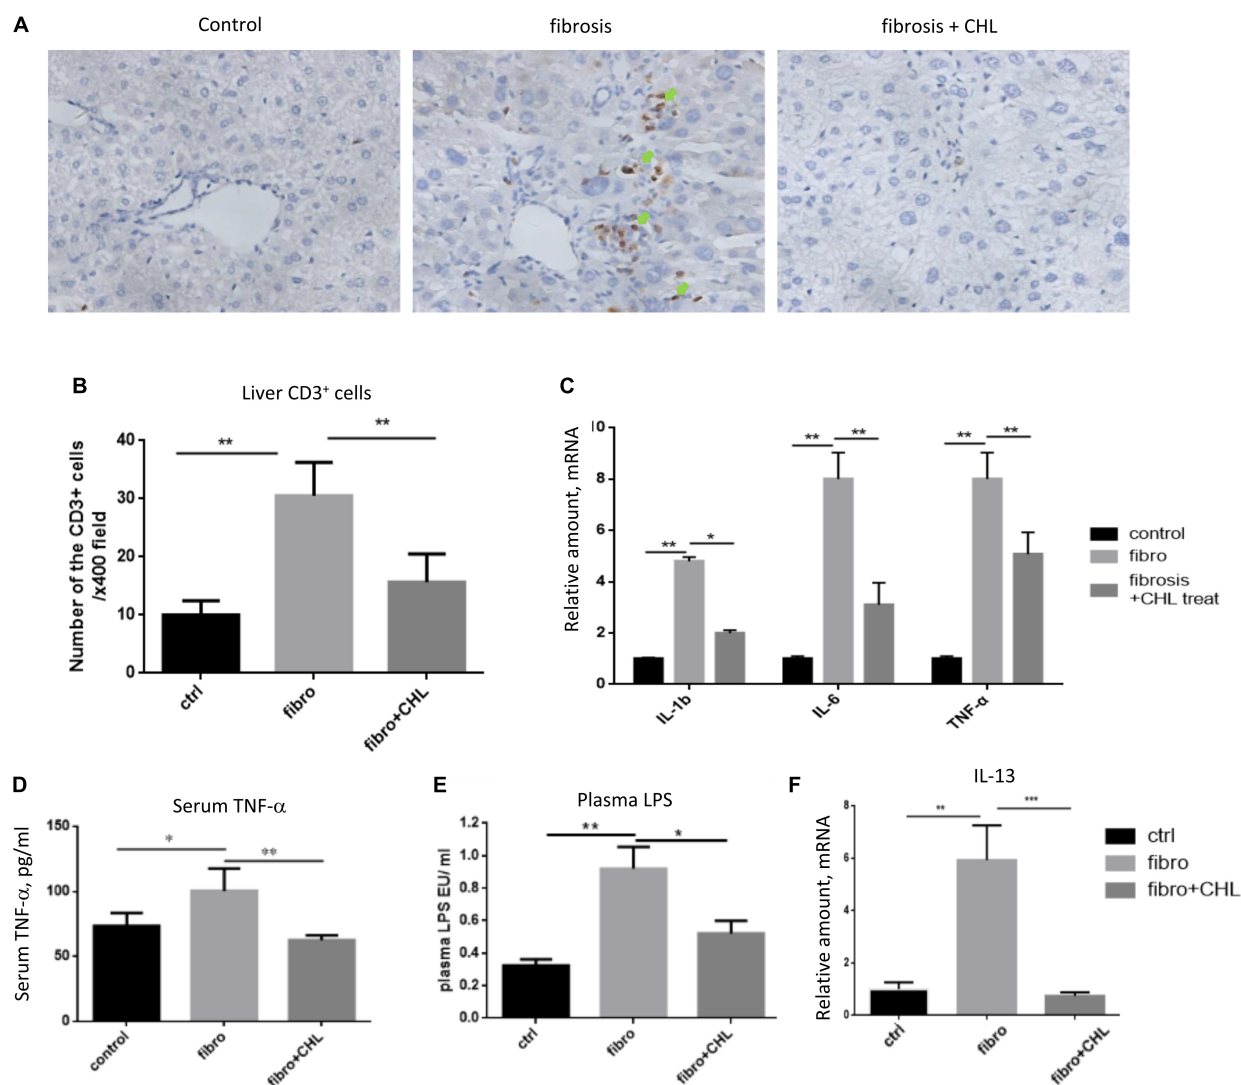 A
Control
fibrosis
fibrosis + CHL
B
Liver CD3⁺ cells
Number of the CD3+ cells
/x400 field
40
30
20
10
0
**
**
ctrl
fibro
fibro+CHL
C
Relative amount, mRNA
10
8
6
4
2
0
**
*
**
**
**
**
IL-1b
IL-6
TNF-α
control
fibro
fibrosis
+CHL treat
D
Serum TNF-α
Serum TNF-α, pg/ml
150
100
50
0
*
**
control
fibro
fibro+CHL
E
Plasma LPS
plasma LPS EU/ ml
1.2
1.0
0.8
0.6
0.4
0.2
0.0
**
*
ctrl
fibro
fibro+CHL
F
IL-13
Relative amount, mRNA
8
6
4
2
0
**
***
ctrl
fibro
fibro+CHL
ctrl
fibro
fibro+CHL